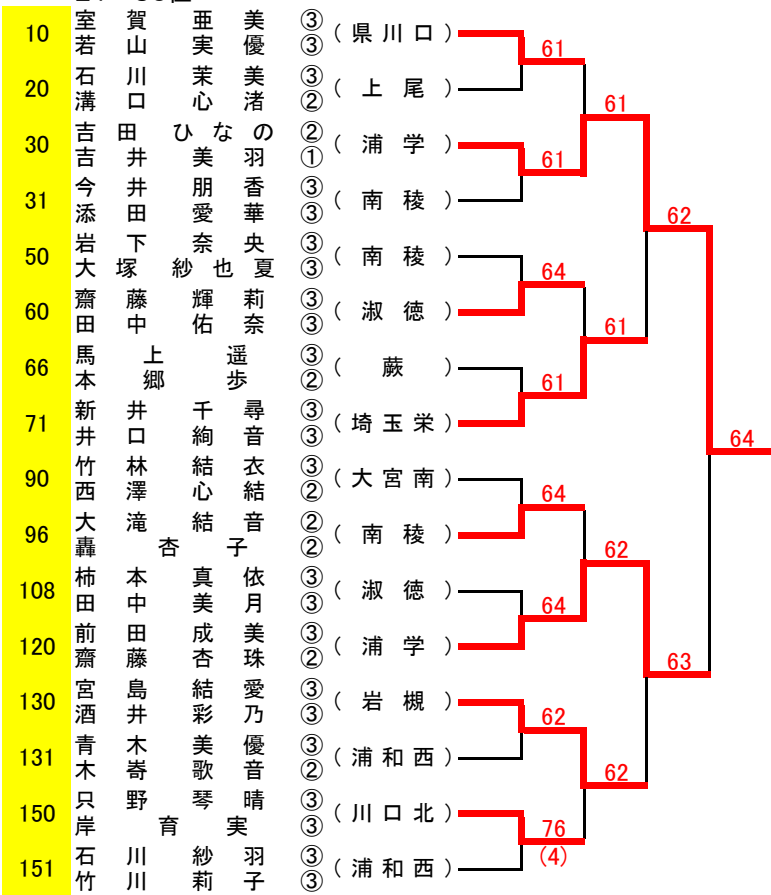 10 室賀亜美 ③ 若山実優 ③ (県川口)
20 石川茉美 ③ 溝口心渚 ② (上尾)
30 吉田ひなの ② 吉井美羽 ① (浦学)
31 今井朋香 ③ 添田愛華 ③ (南稜)
50 岩下奈央 ③ 大塚紗也夏 ③ (南稜)
60 齋藤輝莉 ③ 田中佑奈 ③ (淑徳)
66 馬上遥 ③ 本郷歩 ② (蕨)
71 新井千尋 ③ 井口絢音 ③ (埼玉栄)
90 竹林結衣 ③ 西澤心結 ② (大宮南)
96 大滝結音 ② 轟杏子 ② (南稜)
108 柿本真依 ③ 田中美月 ③ (淑徳)
120 前田成美 ③ 齋藤杏珠 ② (浦学)
130 宮島結愛 ③ 酒井彩乃 ③ (岩槻)
131 青木美優 ③ 木嵜歌音 ② (浦和西)
150 只野琴晴 ③ 岸育実 ③ (川口北)
151 石川紗羽 ③ 竹川莉子 ③ (浦和西)
61
61
64
61
64
64
62
76
(4)
61
61
62
62
62
63
64